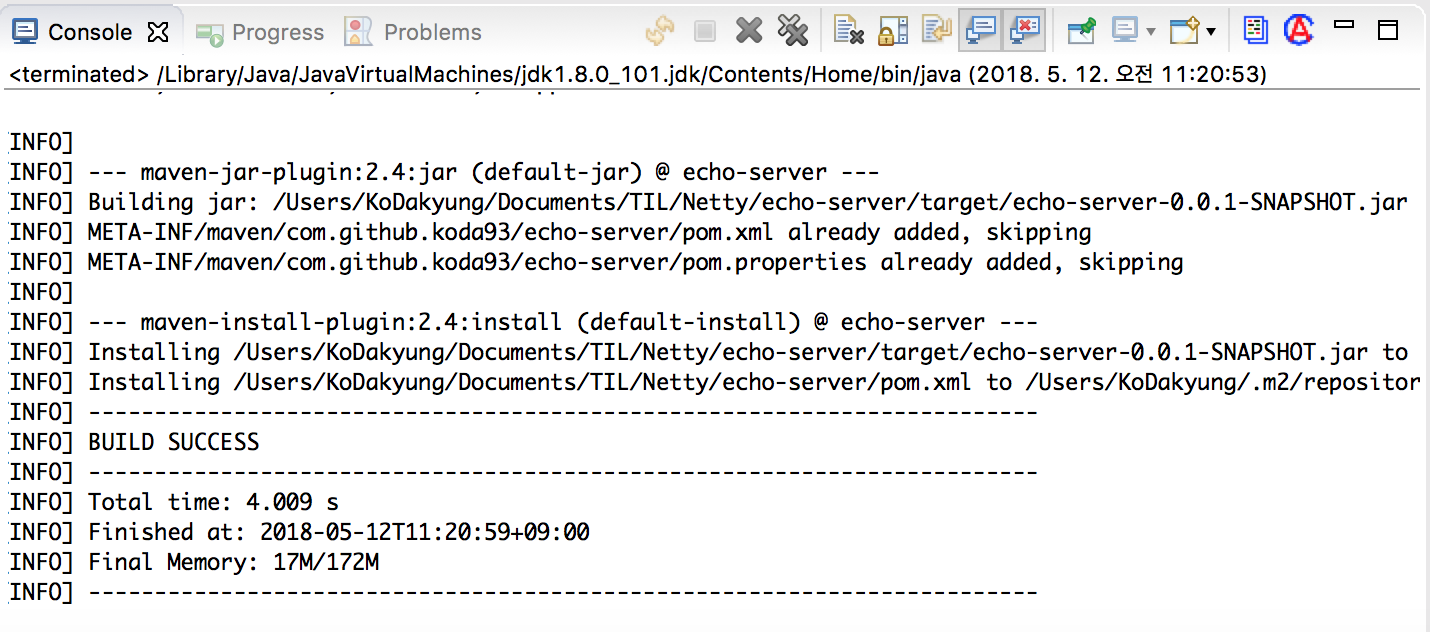 Console Progress Problems
<terminated> /Library/Java/JavaVirtualMachines/jdk1.8.0_101.jdk/Contents/Home/bin/java (2018. 5. 12. 오전 11:20:53)
[INFO]
[INFO] --- maven-jar-plugin:2.4:jar (default-jar) @ echo-server ---
[INFO] Building jar: /Users/KoDakyung/Documents/TIL/Netty/echo-server/target/echo-server-0.0.1-SNAPSHOT.jar
[INFO] META-INF/maven/com.github.koda93/echo-server/pom.xml already added, skipping
[INFO] META-INF/maven/com.github.koda93/echo-server/pom.properties already added, skipping
[INFO]
[INFO] --- maven-install-plugin:2.4:install (default-install) @ echo-server ---
[INFO] Installing /Users/KoDakyung/Documents/TIL/Netty/echo-server/target/echo-server-0.0.1-SNAPSHOT.jar to
[INFO] Installing /Users/KoDakyung/Documents/TIL/Netty/echo-server/pom.xml to /Users/KoDakyung/.m2/repositor
[INFO] ------------------------------------------------------------------------
[INFO] BUILD SUCCESS
[INFO] ------------------------------------------------------------------------
[INFO] Total time: 4.009 s
[INFO] Finished at: 2018-05-12T11:20:59+09:00
[INFO] Final Memory: 17M/172M
[INFO] ------------------------------------------------------------------------